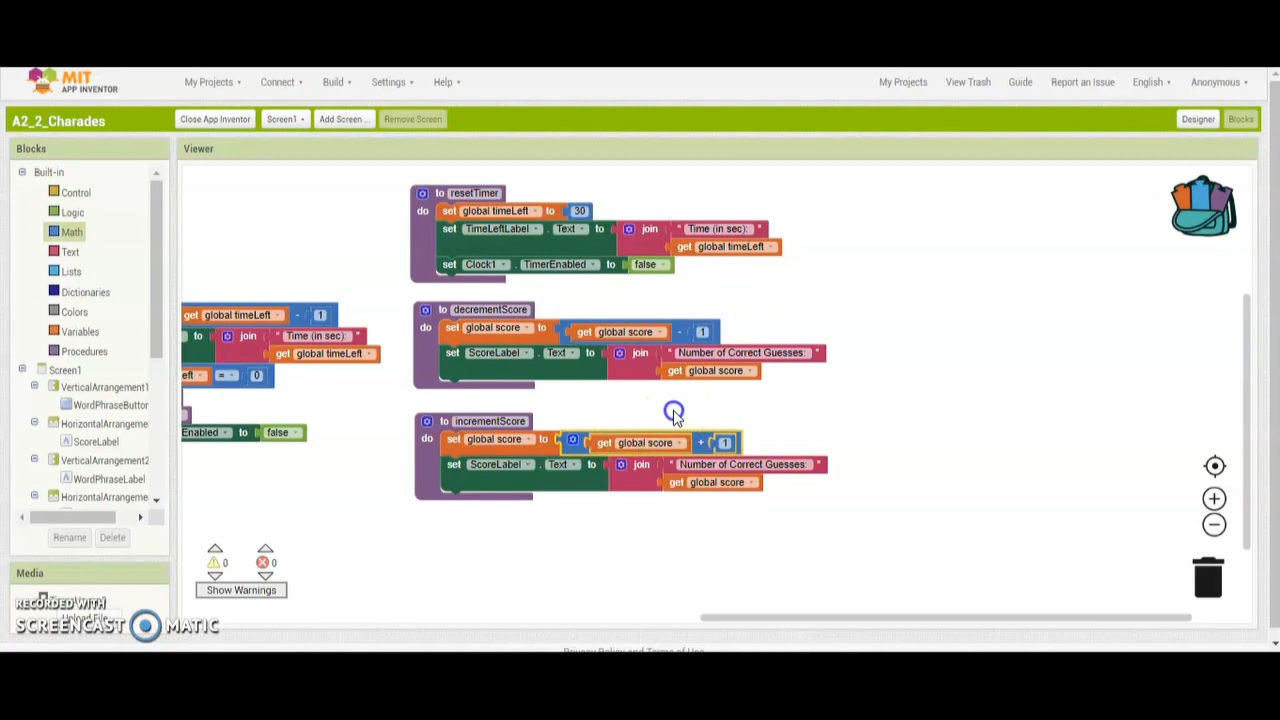 MIT
APP INVENTOR
My Projects
Connect
Build
Settings
Help
My Projects
View Trash
Guide
Report an Issue
English
Anonymous
A2_2_Charades
Close App Inventor
Screen1
Add Screen ...
Remove Screen
Designer
Blocks
Blocks
Viewer
Built-in
Control
Logic
Math
Text
Lists
Dictionaries
Colors
Variables
Procedures
Screen1
VerticalArrangement1
WordPhraseButton
HorizontalArrangeme
ScoreLabel
VerticalArrangement2
WordPhraseLabel
HorizontalArrangeme
Rename
Delete
Media
RECORDED WITH
SCREENCAST MATIC
to resetTimer
do set global timeLeft to 30
set TimeLeftLabel . Text to join " Time (in sec): "
get global timeLeft
set Clock1 . TimerEnabled to false
get global timeLeft - 1
to join " Time (in sec): "
get global timeLeft
eft = 0
Enabled to false
to decrementScore
do set global score to get global score - 1
set ScoreLabel . Text to join " Number of Correct Guesses: "
get global score
to incrementScore
do set global score to get global score + 1
set ScoreLabel . Text to join " Number of Correct Guesses: "
get global score
0 0
Show Warnings
Privacy Policy and Terms of Use